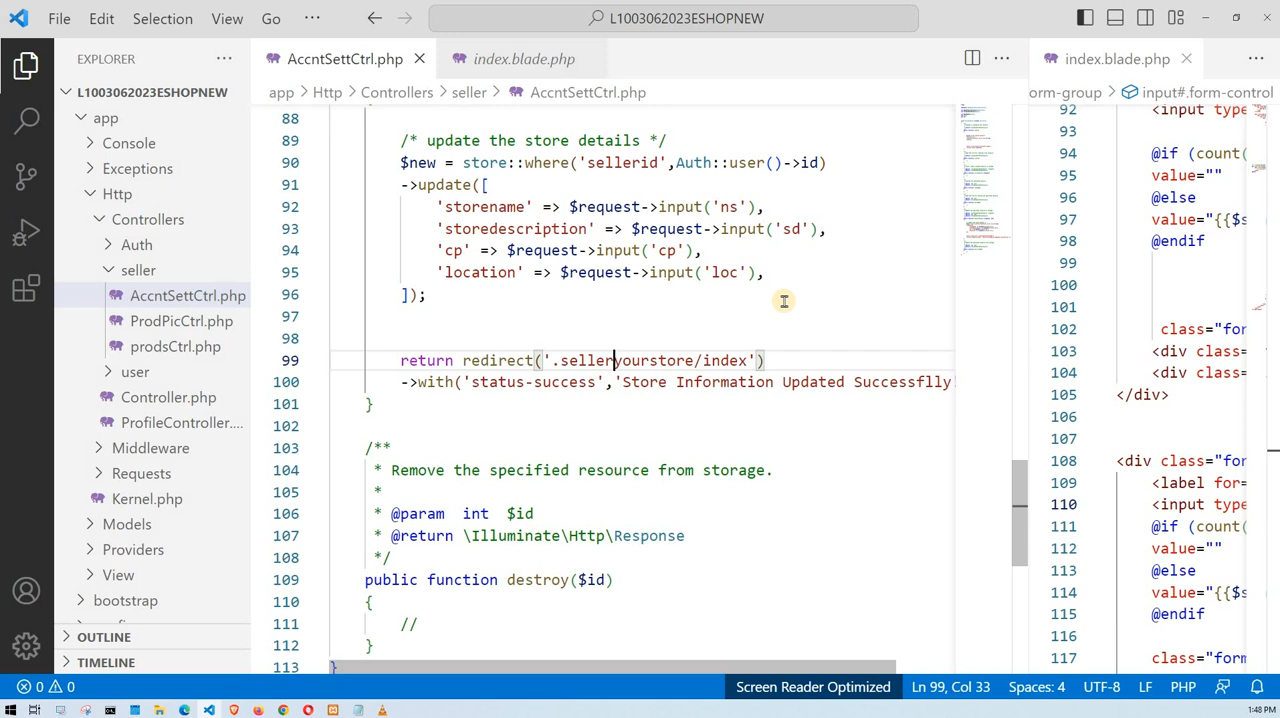 File Edit Selection View Go ··· L1003062023ESHOPNEW
EXPLORER ···
AccntSettCtrl.php
index.blade.php
index.blade.php
L1003062023ESHOPNEW
app
Console
Exceptions
Http
Controllers
Auth
seller
AccntSettCtrl.php
ProdPicCtrl.php
prodsCtrl.php
user
Controller.php
ProfileController....
Middleware
Requests
Kernel.php
Models
Providers
View
bootstrap
OUTLINE
TIMELINE
app > Http > Controllers > seller > AccntSettCtrl.php
89 /* update the store details */
90 $new = Store::where('sellerid',Auth::user()->id)
91 ->update([
92 'storename' => $request->input('ns'),
93 'storedescription' => $request->input('sd'),
94 'cp' => $request->input('cp'),
95 'location' => $request->input('loc'),
96 ]);
97
98
99 return redirect('.selleryourstore/index')
100 ->with('status-success','Store Information Updated Successflly
101 }
102
103 /**
104 * Remove the specified resource from storage.
105 *
106 * @param int $id
107 * @return \Illuminate\Http\Response
108 */
109 public function destroy($id)
110 {
111 //
112 }
113 }
orm-group > input#.form-control
92 <input type
93
94 @if (count(
95 value=""
96 @else
97 value="{{$
98 @endif
99
100
101
102 class="for
103 <div class=
104 <div class=
105 </div>
106
107
108 <div class="for
109 <label for=
110 <input type
111 @if (count(
112 value=""
113 @else
114 value="{{$s
115 @endif
116
117 class="form
0 0
Screen Reader Optimized Ln 99, Col 33 Spaces: 4 UTF-8 LF PHP
1:48 PM